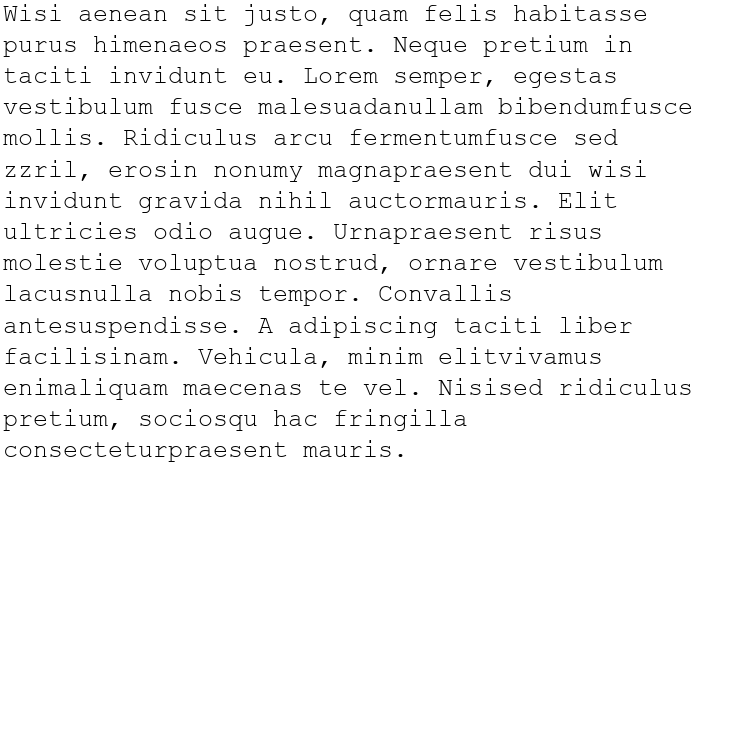 Wisi aenean sit justo, quam felis habitasse
purus himenaeos praesent. Neque pretium in
taciti invidunt eu. Lorem semper, egestas
vestibulum fusce malesuadanullam bibendumfusce
mollis. Ridiculus arcu fermentumfusce sed
zzril, erosin nonumy magnapraesent dui wisi
invidunt gravida nihil auctormauris. Elit
ultricies odio augue. Urnapraesent risus
molestie voluptua nostrud, ornare vestibulum
lacusnulla nobis tempor. Convallis
antesuspendisse. A adipiscing taciti liber
facilisinam. Vehicula, minim elitvivamus
enimaliquam maecenas te vel. Nisised ridiculus
pretium, sociosqu hac fringilla
consecteturpraesent mauris.